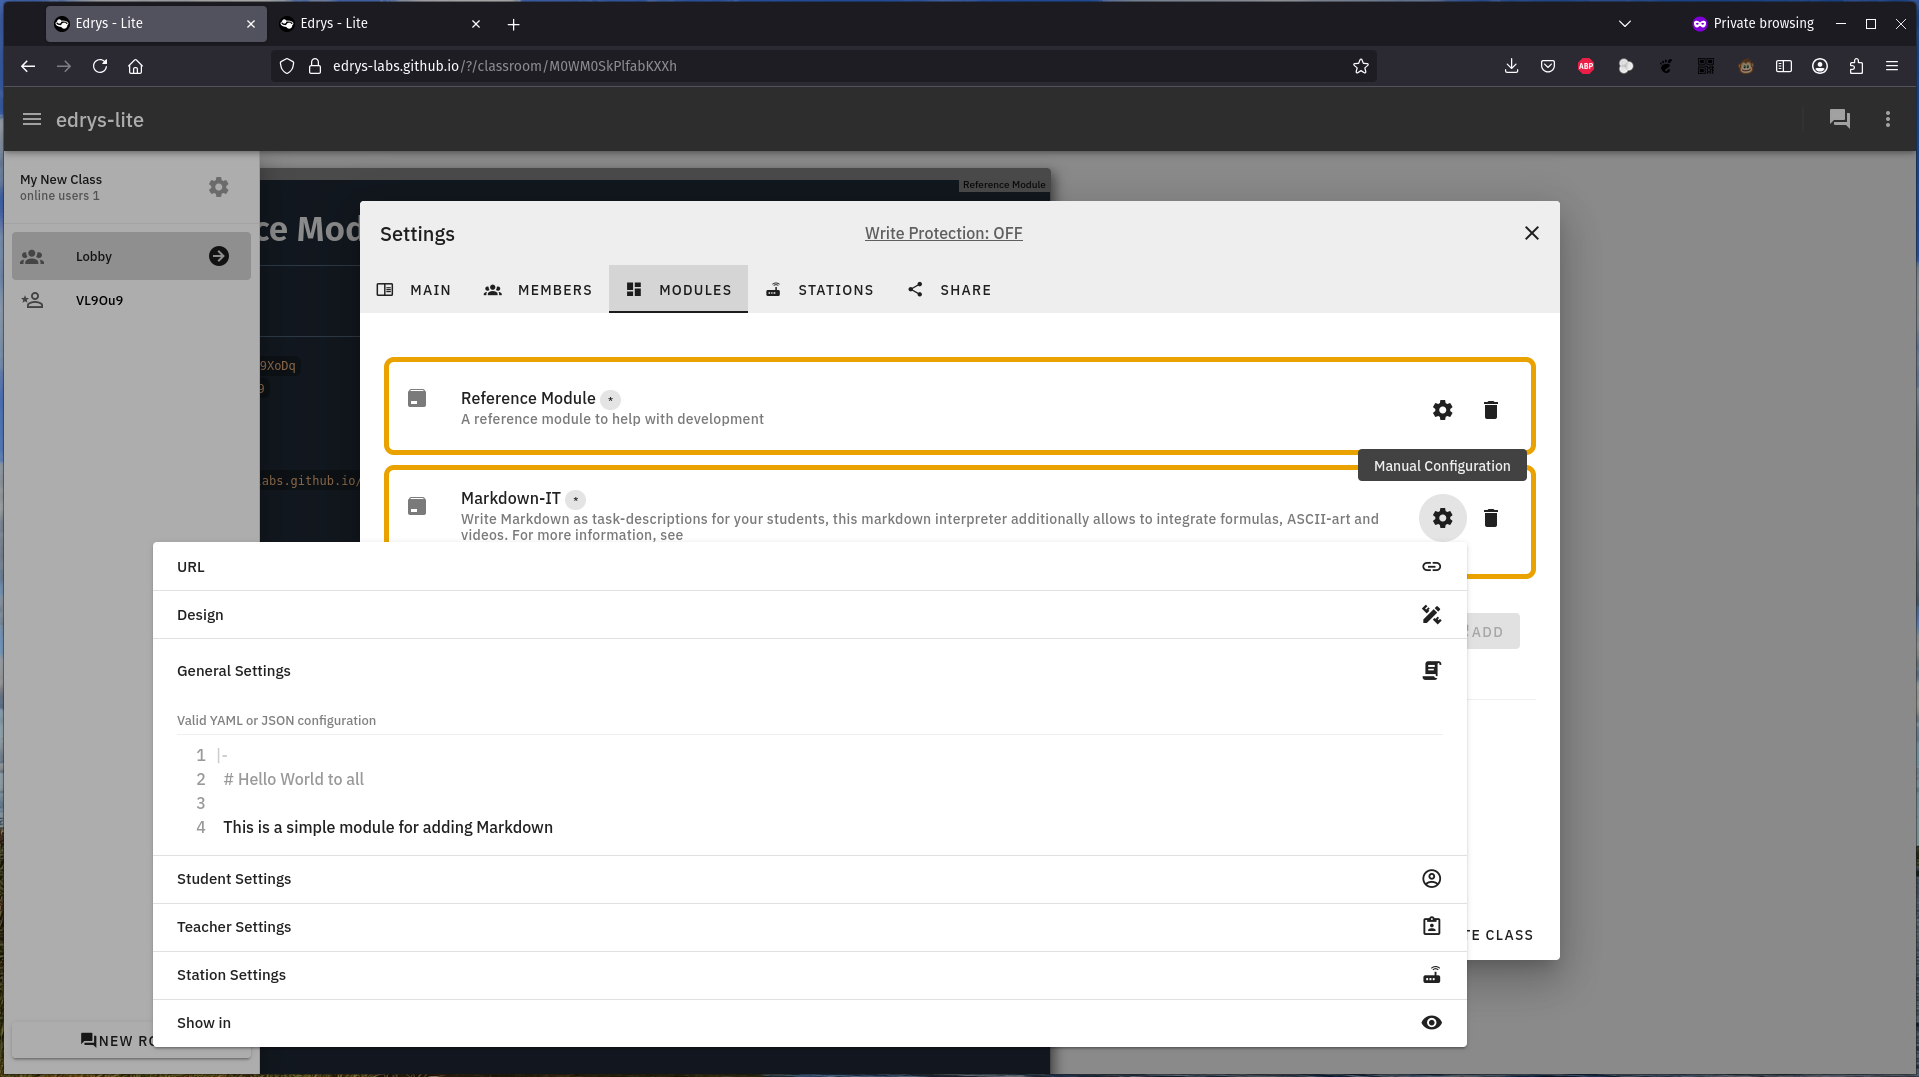 Edrys - Lite
Edrys - Lite
Private browsing
edrys-labs.github.io/?/classroom/M0WM0SkPlfabKXXh
ABP
edrys-lite
My New Class
online users 1
Reference Module
ce Mod
Settings
Write Protection: OFF
Lobby
VL9Ou9
MAIN
MEMBERS
MODULES
STATIONS
SHARE
9XoDq
9
Reference Module *
A reference module to help with development
Manual Configuration
abs.github.io/
Markdown-IT *
Write Markdown as task-descriptions for your students, this markdown interpreter additionally allows to integrate formulas, ASCII-art and
videos. For more information, see
URL
Design
ADD
General Settings
Valid YAML or JSON configuration
1 |-
2 # Hello World to all
3
4 This is a simple module for adding Markdown
Student Settings
Teacher Settings
TE CLASS
Station Settings
Show in
NEW RO